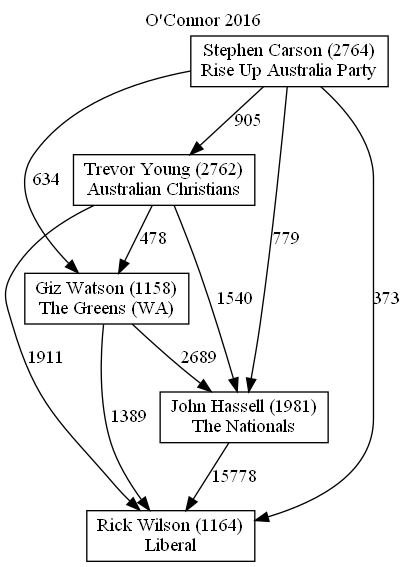 O'Connor 2016
Stephen Carson (2764)
Rise Up Australia Party
905
Trevor Young (2762)
Australian Christians
634
478
779
Giz Watson (1158)
The Greens (WA)
1540
373
1911
2689
John Hassell (1981)
The Nationals
1389
15778
Rick Wilson (1164)
Liberal